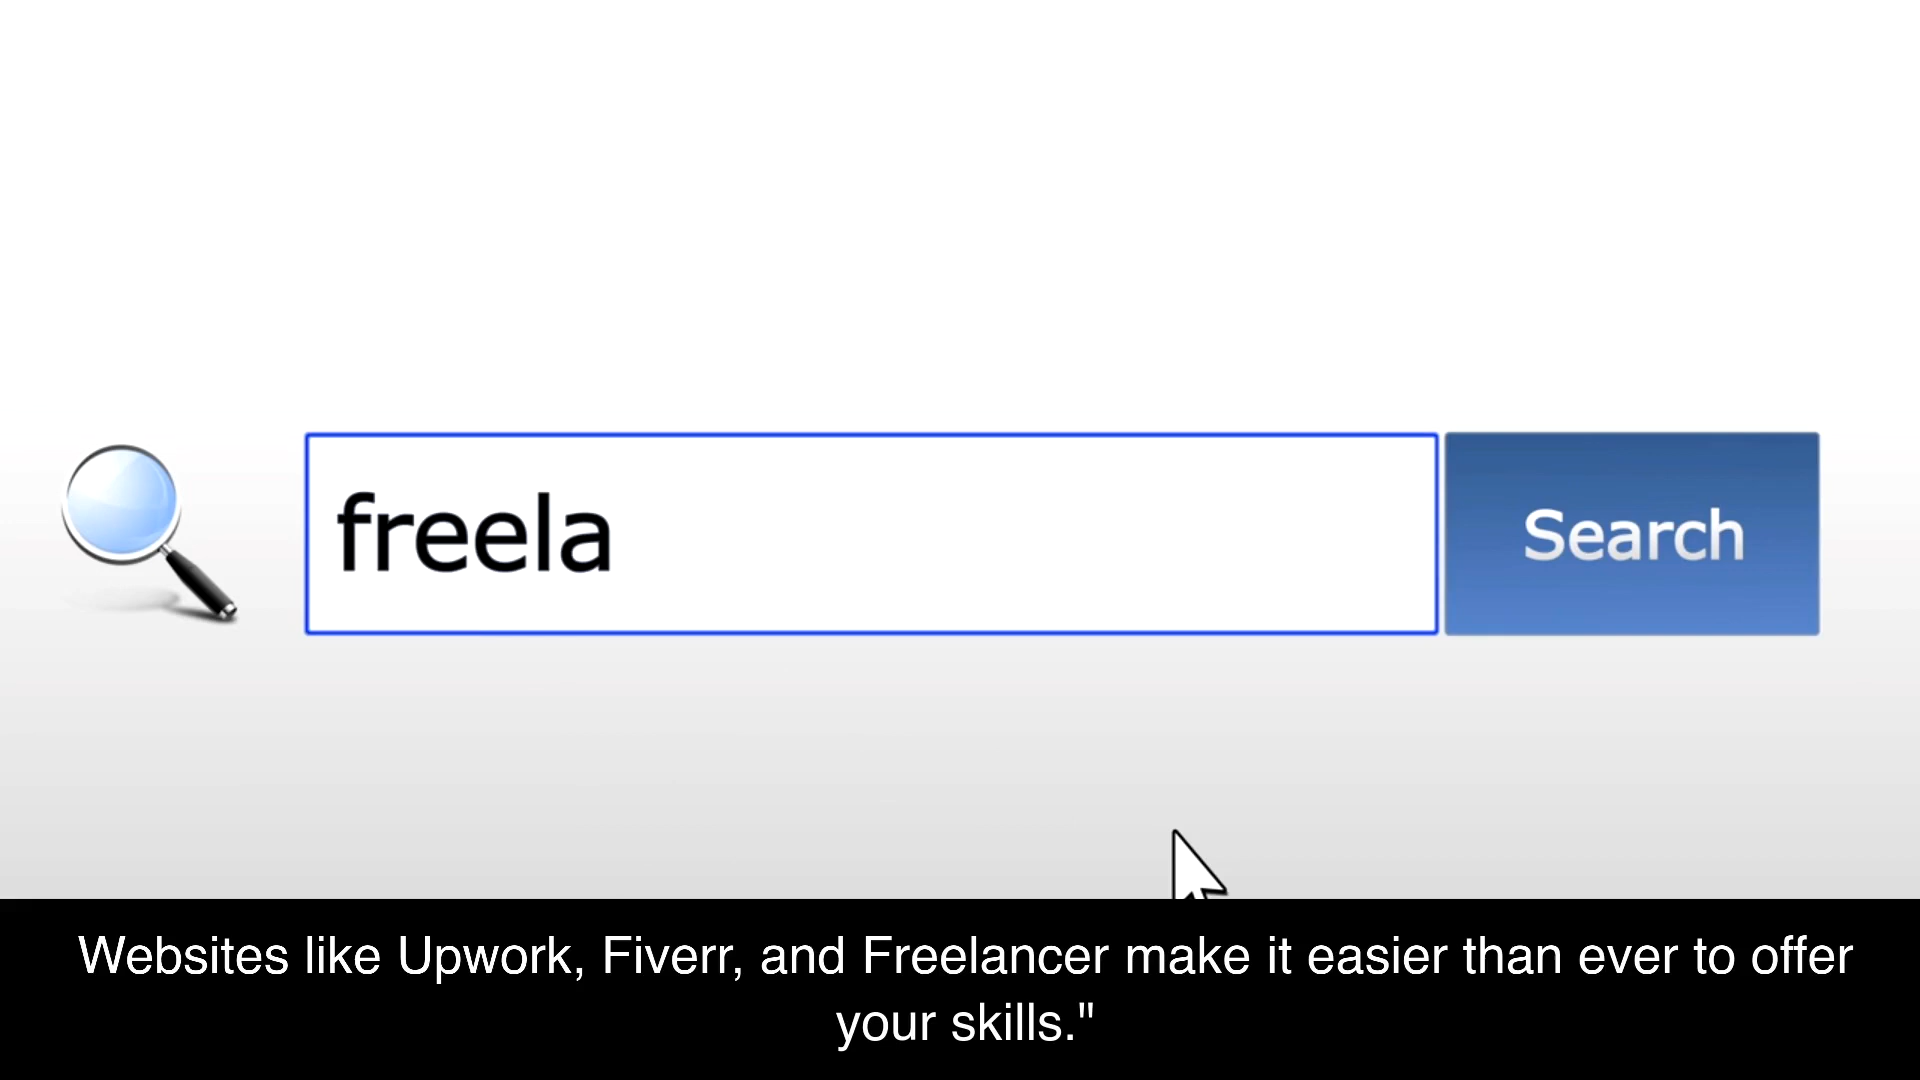 freela
Search
Websites like Upwork, Fiverr, and Freelancer make it easier than ever to offer
your skills."